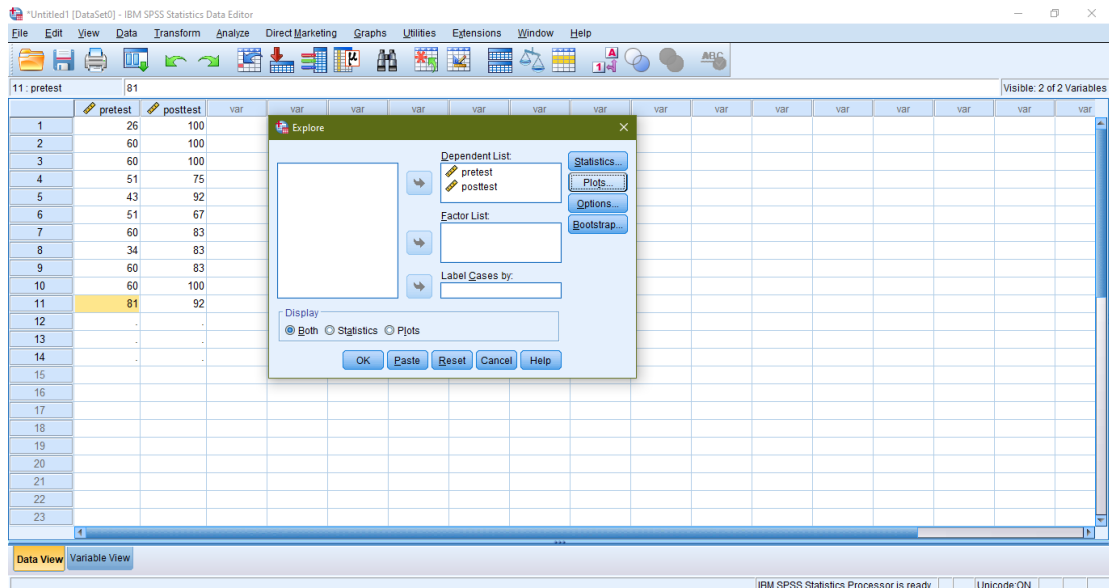 *Untitled1 [DataSet0] - IBM SPSS Statistics Data Editor
File Edit View Data Transform Analyze Direct Marketing Graphs Utilities Extensions Window Help
11 : pretest 81 Visible: 2 of 2 Variables
pretest posttest var var var var var var var var var var var var var var var
1 26 100
2 60 100
3 60 100
4 51 75
5 43 92
6 51 67
7 60 83
8 34 83
9 60 83
10 60 100
11 81 92
12 . .
13 . .
14 . .
15
16
17
18
19
20
21
22
23
Explore
Dependent List:
pretest
posttest
Factor List:
Label Cases by:
Statistics...
Plots...
Options...
Bootstrap...
Display
Both Statistics Plots
OK Paste Reset Cancel Help
Data View Variable View
IBM SPSS Statistics Processor is ready Unicode:ON